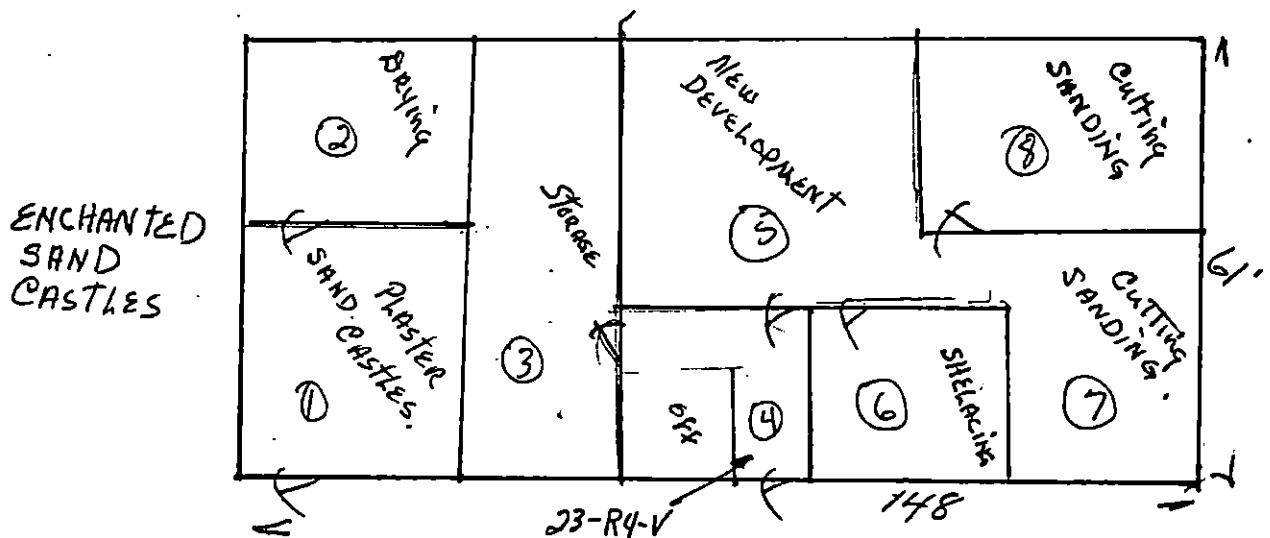 DRYING
②
NEW
DEVELOPMENT
CUTTING
SANDING
⑧
ENCHANTED
SAND
CASTLES
STORAGE
⑤
61'
PLASTER
SAND. CASTLES.
①
③
OFF
④
⑥
SHELACING
CUTTING
SANDING.
⑦
23-R4-V
148